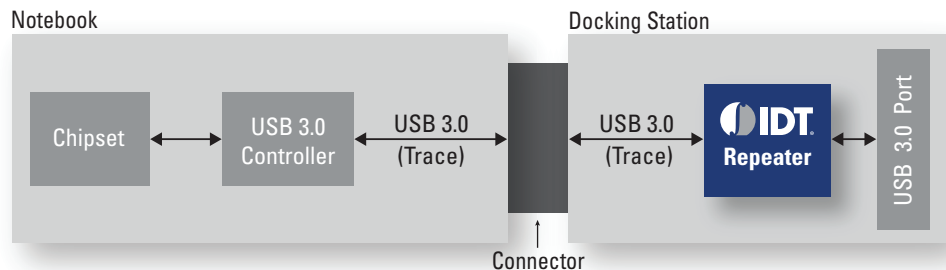 Notebook
Docking Station
Chipset
USB 3.0
Controller
USB 3.0
(Trace)
USB 3.0
(Trace)
IDT.
Repeater
USB 3.0 Port
Connector